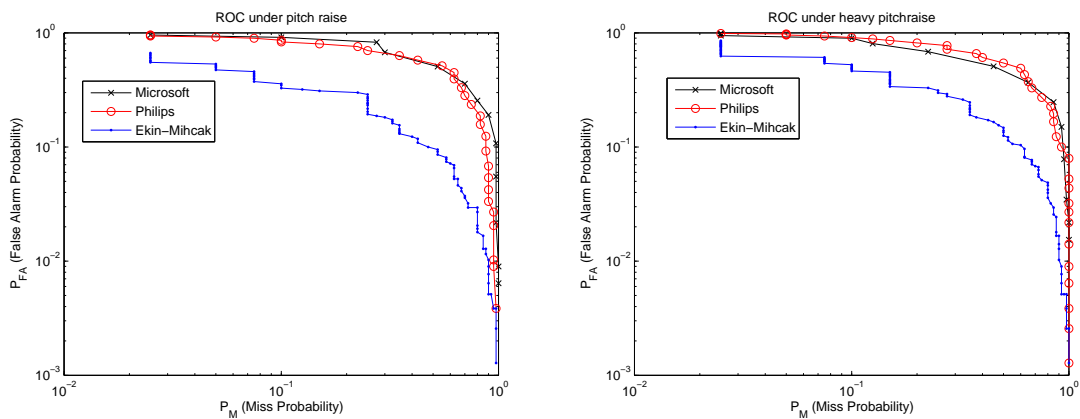 ROC under pitch raise
10^0
10^-1
10^-2
10^-3
P_FA (False Alarm Probability)
Microsoft
Philips
Ekin−Mihcak
10^-2
10^-1
10^0
P_M (Miss Probability)
ROC under heavy pitchraise
10^0
10^-1
10^-2
10^-3
P_FA (False Alarm Probability)
Microsoft
Philips
Ekin−Mihcak
10^-2
10^-1
10^0
P_M (Miss Probability)